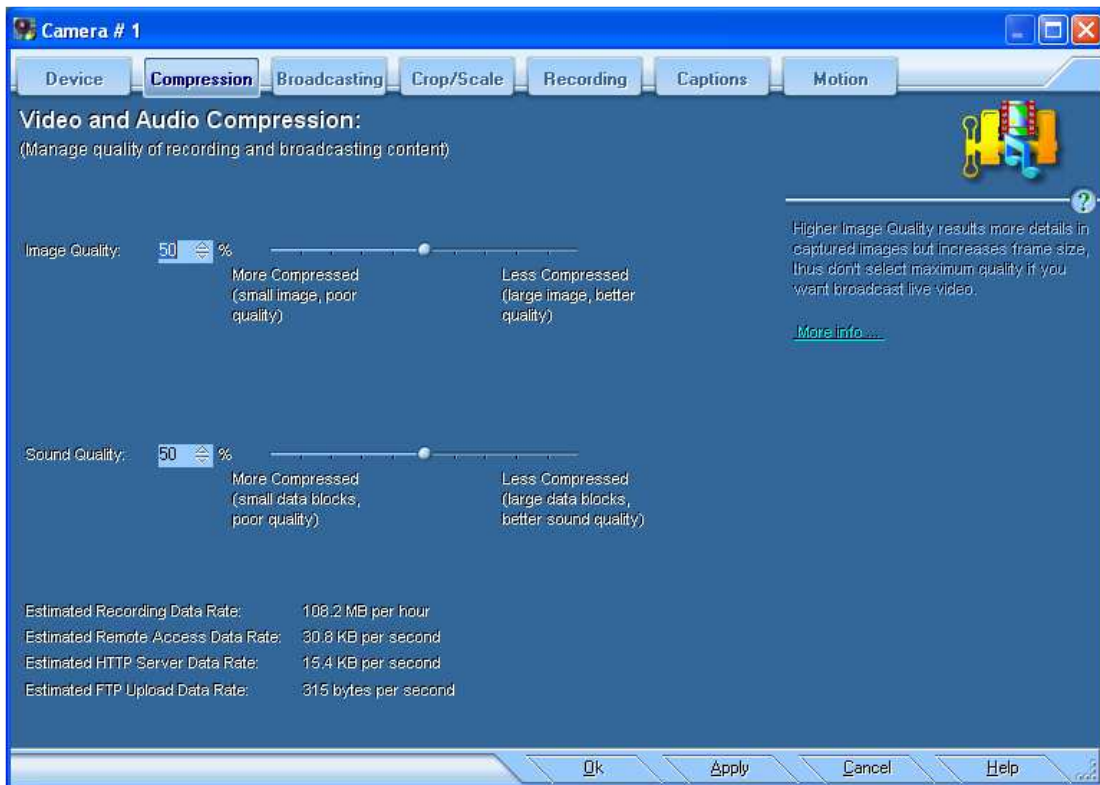 Camera # 1
Device Compression Broadcasting Crop/Scale Recording Captions Motion
Video and Audio Compression:
(Manage quality of recording and broadcasting content)
?
Higher Image Quality results more details in
captured images but increases frame size,
thus don't select maximum quality if you
want broadcast live video.
More info ...
Image Quality: 50 %
More Compressed
(small image, poor
quality)
Less Compressed
(large image, better
quality)
Sound Quality: 50 %
More Compressed
(small data blocks,
poor quality)
Less Compressed
(large data blocks,
better sound quality)
Estimated Recording Data Rate: 108.2 MB per hour
Estimated Remote Access Data Rate: 30.8 KB per second
Estimated HTTP Server Data Rate: 15.4 KB per second
Estimated FTP Upload Data Rate: 315 bytes per second
Ok Apply Cancel Help